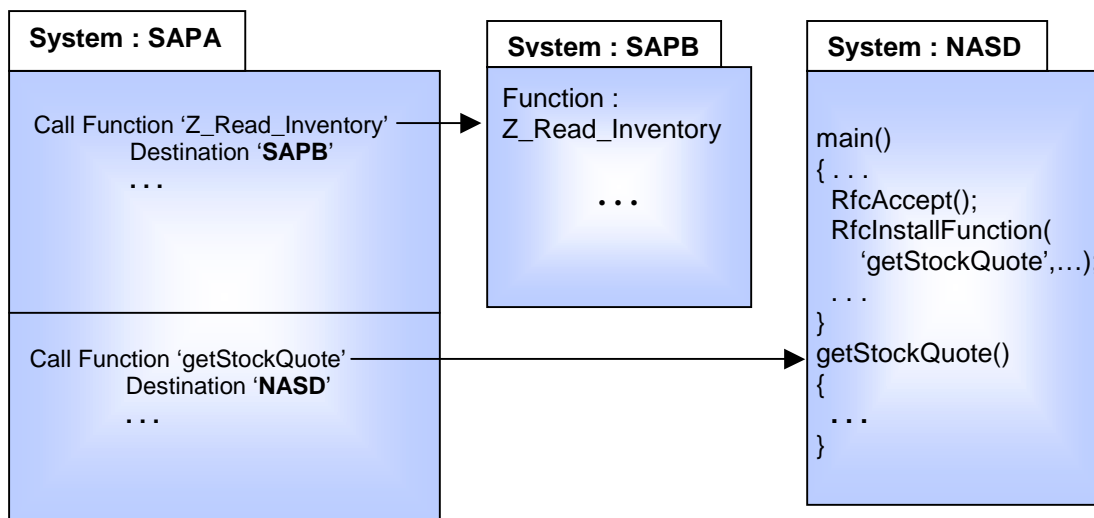 System : SAPA
Call Function ‘Z_Read_Inventory’
Destination ‘SAPB’
. . .
Call Function ‘getStockQuote’
Destination ‘NASD’
. . .
System : SAPB
Function :
Z_Read_Inventory
. . .
System : NASD
main()
{ . . .
RfcAccept();
RfcInstallFunction(
‘getStockQuote’,…);
. . .
}
getStockQuote()
{
. . .
}